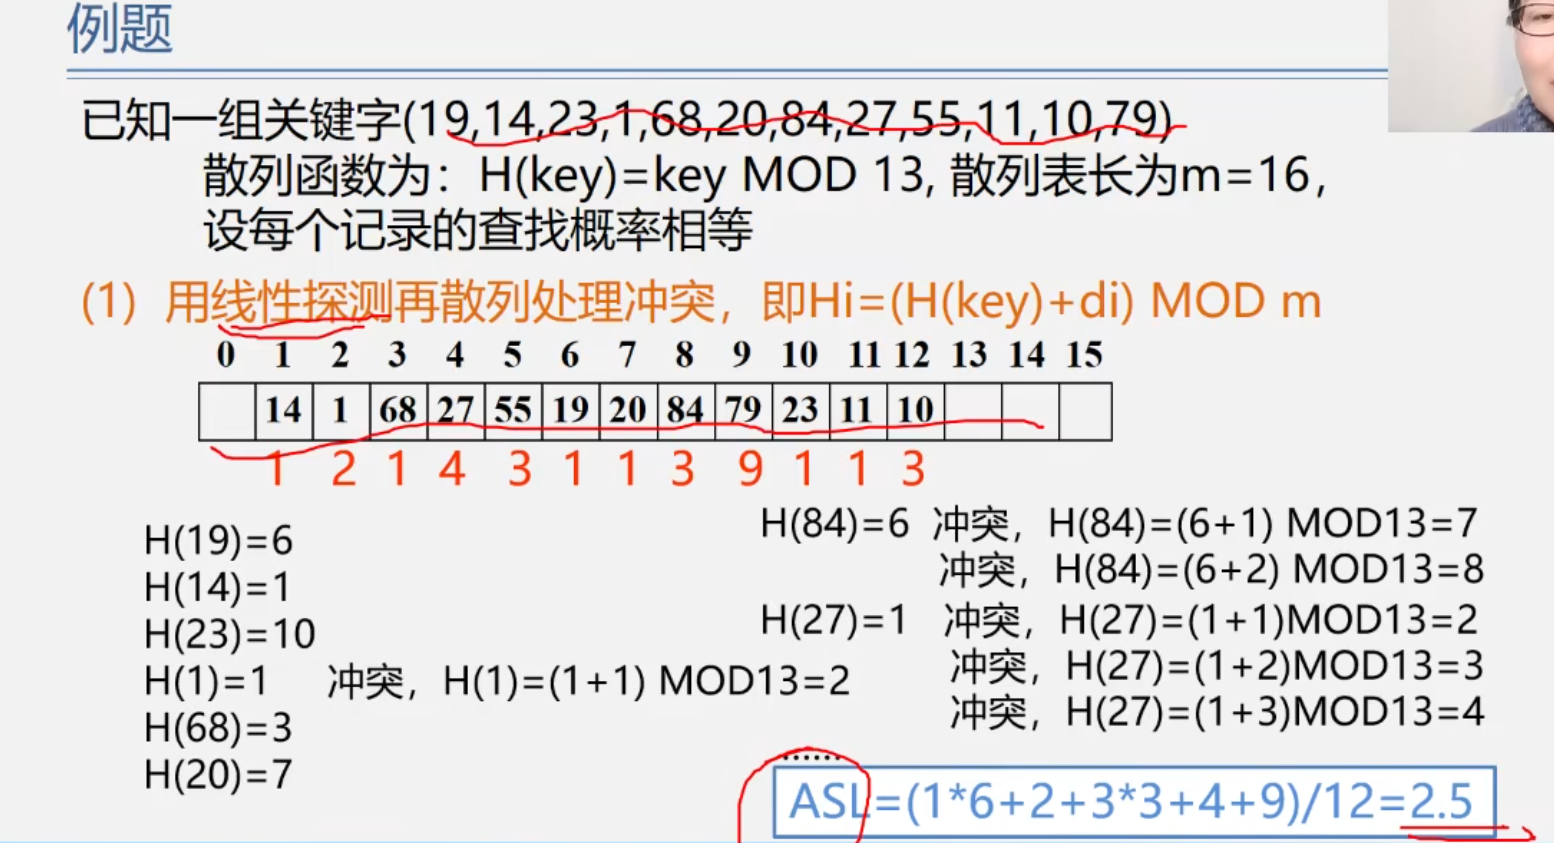 例题
已知一组关键字(19,14,23,1,68,20,84,27,55,11,10,79)
散列函数为：H(key)=key MOD 13, 散列表长为m=16，
设每个记录的查找概率相等
(1) 用线性探测再散列处理冲突，即Hi=(H(key)+di) MOD m
0 1 2 3 4 5 6 7 8 9 10 11 12 13 14 15
14 1 68 27 55 19 20 84 79 23 11 10
1 2 1 4 3 1 1 3 9 1 1 3
H(19)=6
H(14)=1
H(23)=10
H(1)=1 冲突，H(1)=(1+1) MOD13=2
H(68)=3
H(20)=7
H(84)=6 冲突，H(84)=(6+1) MOD13=7
冲突，H(84)=(6+2) MOD13=8
H(27)=1 冲突，H(27)=(1+1)MOD13=2
冲突，H(27)=(1+2)MOD13=3
冲突，H(27)=(1+3)MOD13=4
······
ASL=(1*6+2+3*3+4+9)/12=2.5